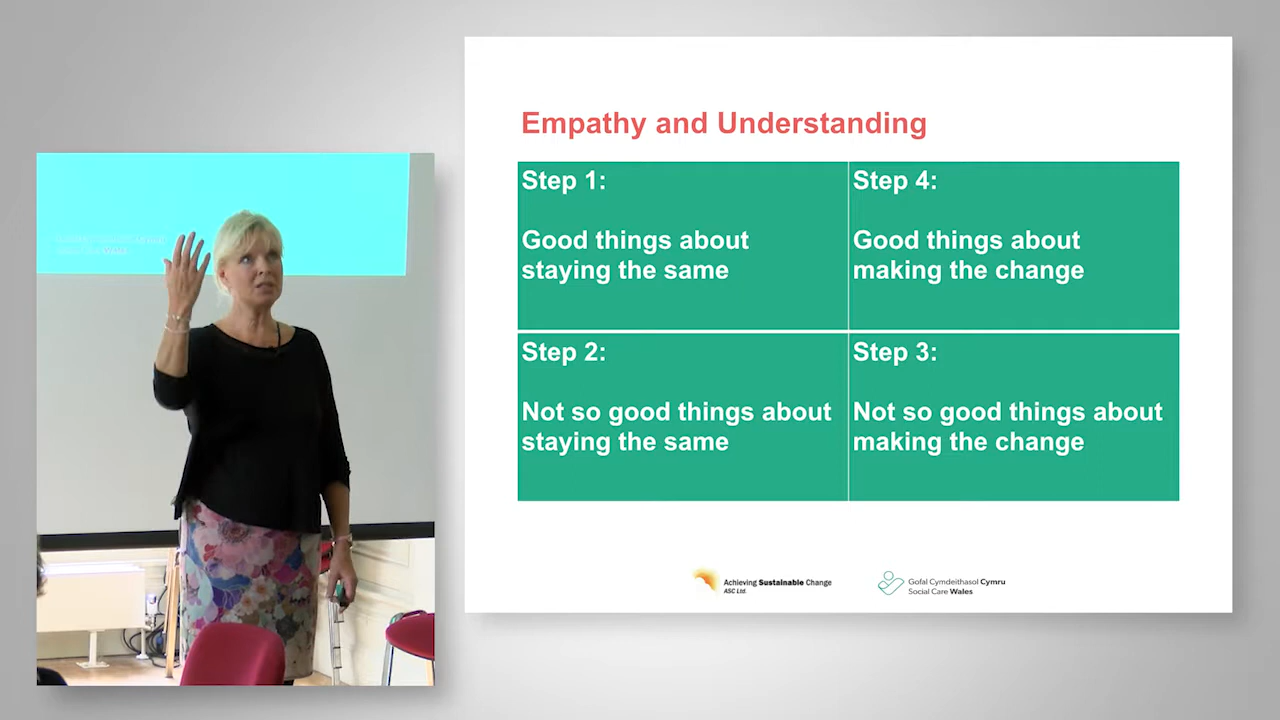 Empathy and Understanding
Step 1:
Good things about
staying the same
Step 4:
Good things about
making the change
Step 2:
Not so good things about
staying the same
Step 3:
Not so good things about
making the change
Achieving Sustainable Change
ASC Ltd.
Gofal Cymdeithasol Cymru
Social Care Wales